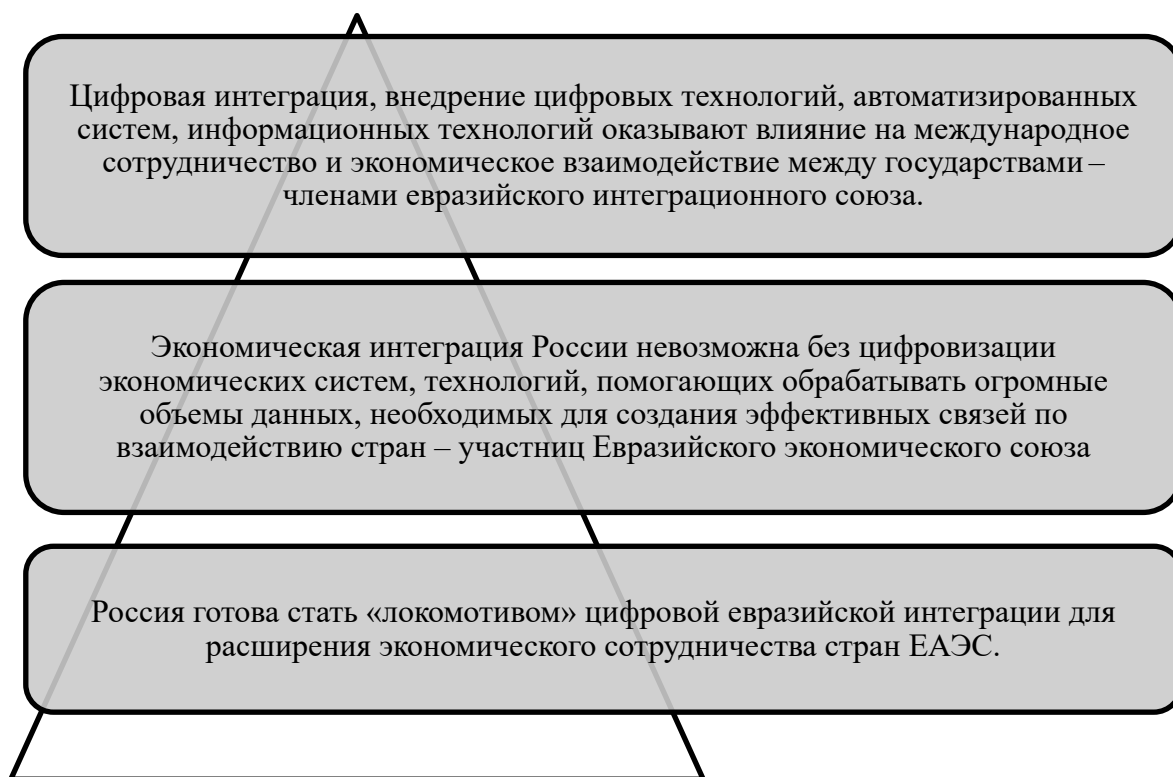 Цифровая интеграция, внедрение цифровых технологий, автоматизированных
систем, информационных технологий оказывают влияние на международное
сотрудничество и экономическое взаимодействие между государствами –
членами евразийского интеграционного союза.
Экономическая интеграция России невозможна без цифровизации
экономических систем, технологий, помогающих обрабатывать огромные
объемы данных, необходимых для создания эффективных связей по
взаимодействию стран – участниц Евразийского экономического союза
Россия готова стать «локомотивом» цифровой евразийской интеграции для
расширения экономического сотрудничества стран ЕАЭС.